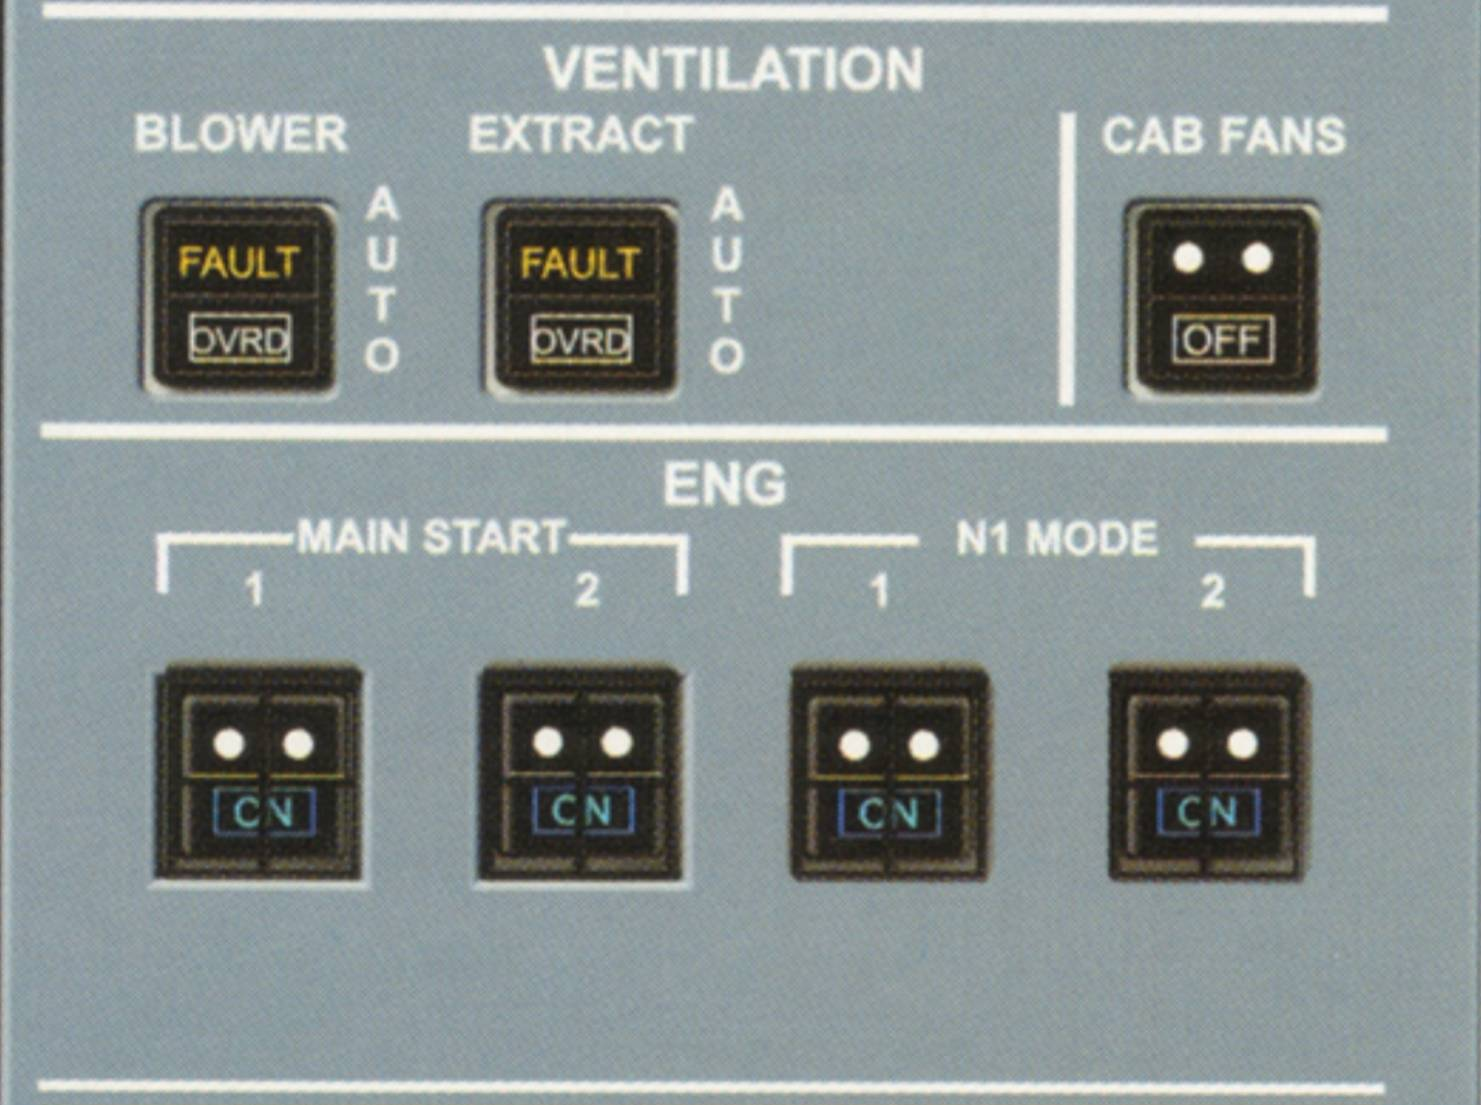 VENTILATION
BLOWER EXTRACT CAB FANS
AUTO AUTO
FAULT FAULT
OVRD OVRD OFF
ENG
MAIN START N1 MODE
1 2 1 2
ON ON ON ON